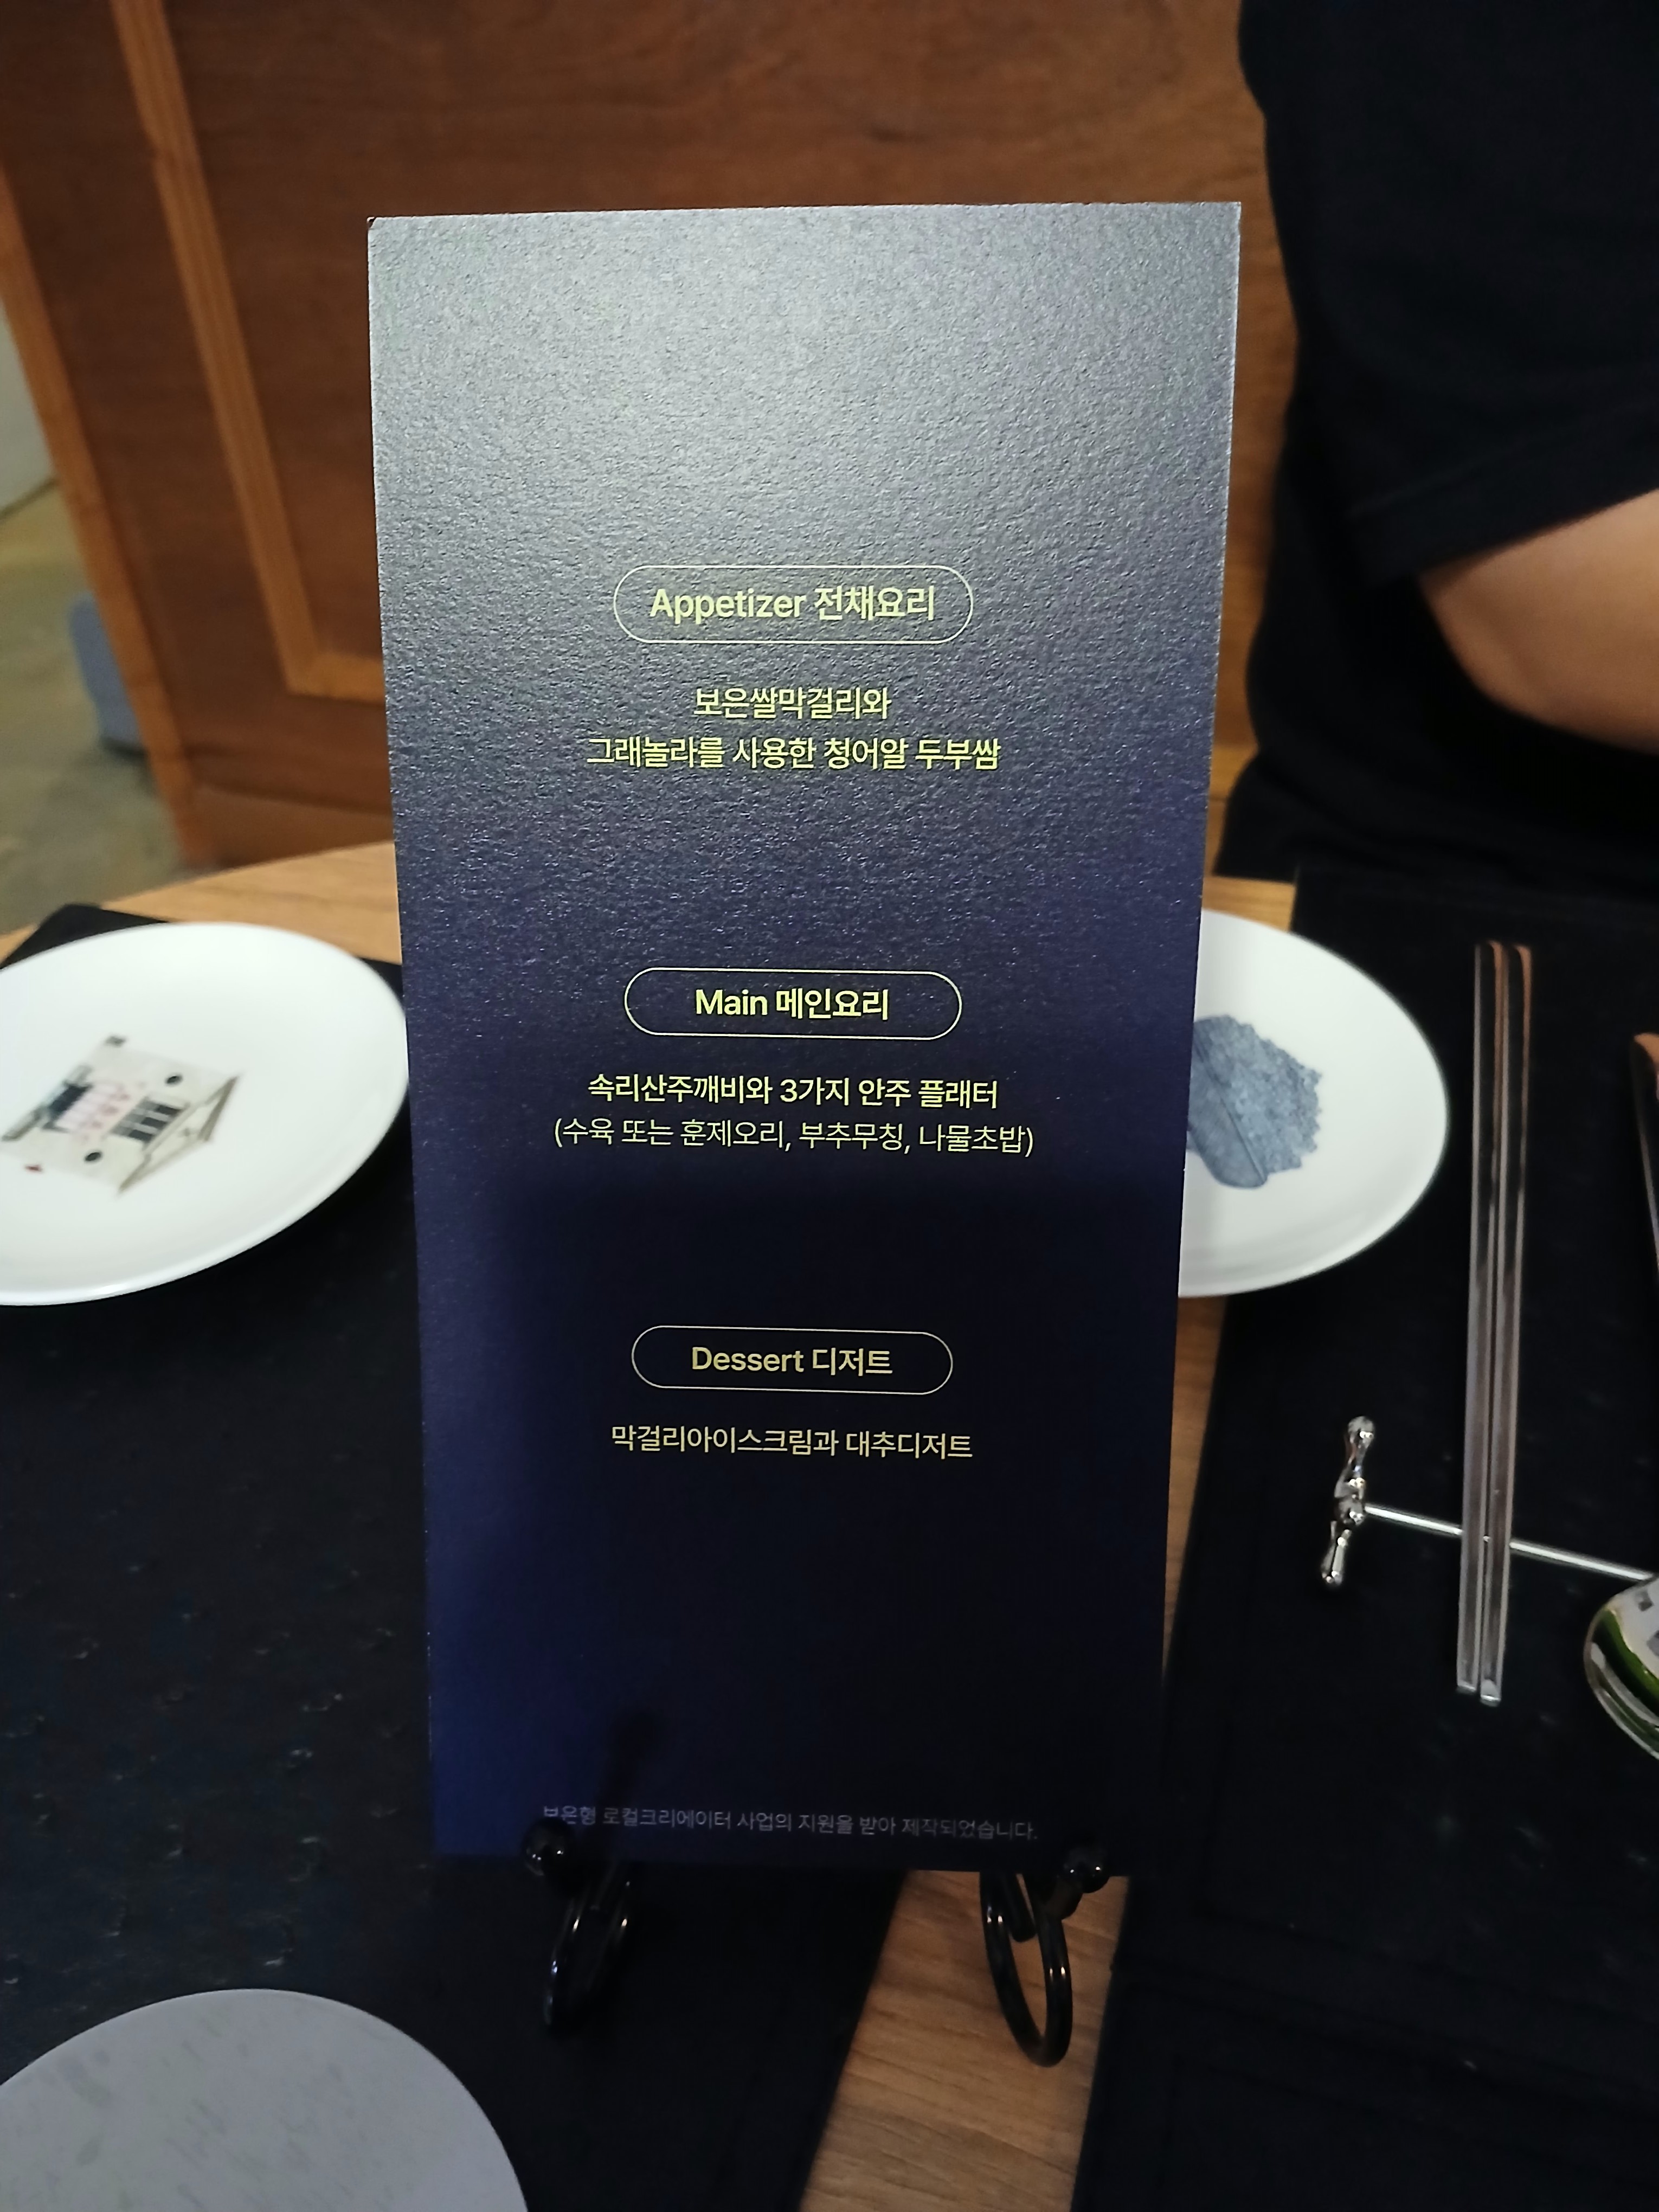 Appetizer 전채요리
보은쌀막걸리와
그래놀라를 사용한 청어알 두부쌈
Main 메인요리
속리산주깨비와 3가지 안주 플래터
(수육 또는 훈제오리, 부추무침, 나물초밥)
Dessert 디저트
막걸리아이스크림과 대추디저트
보은형 로컬크리에이터 사업의 지원을 받아 제작되었습니다.